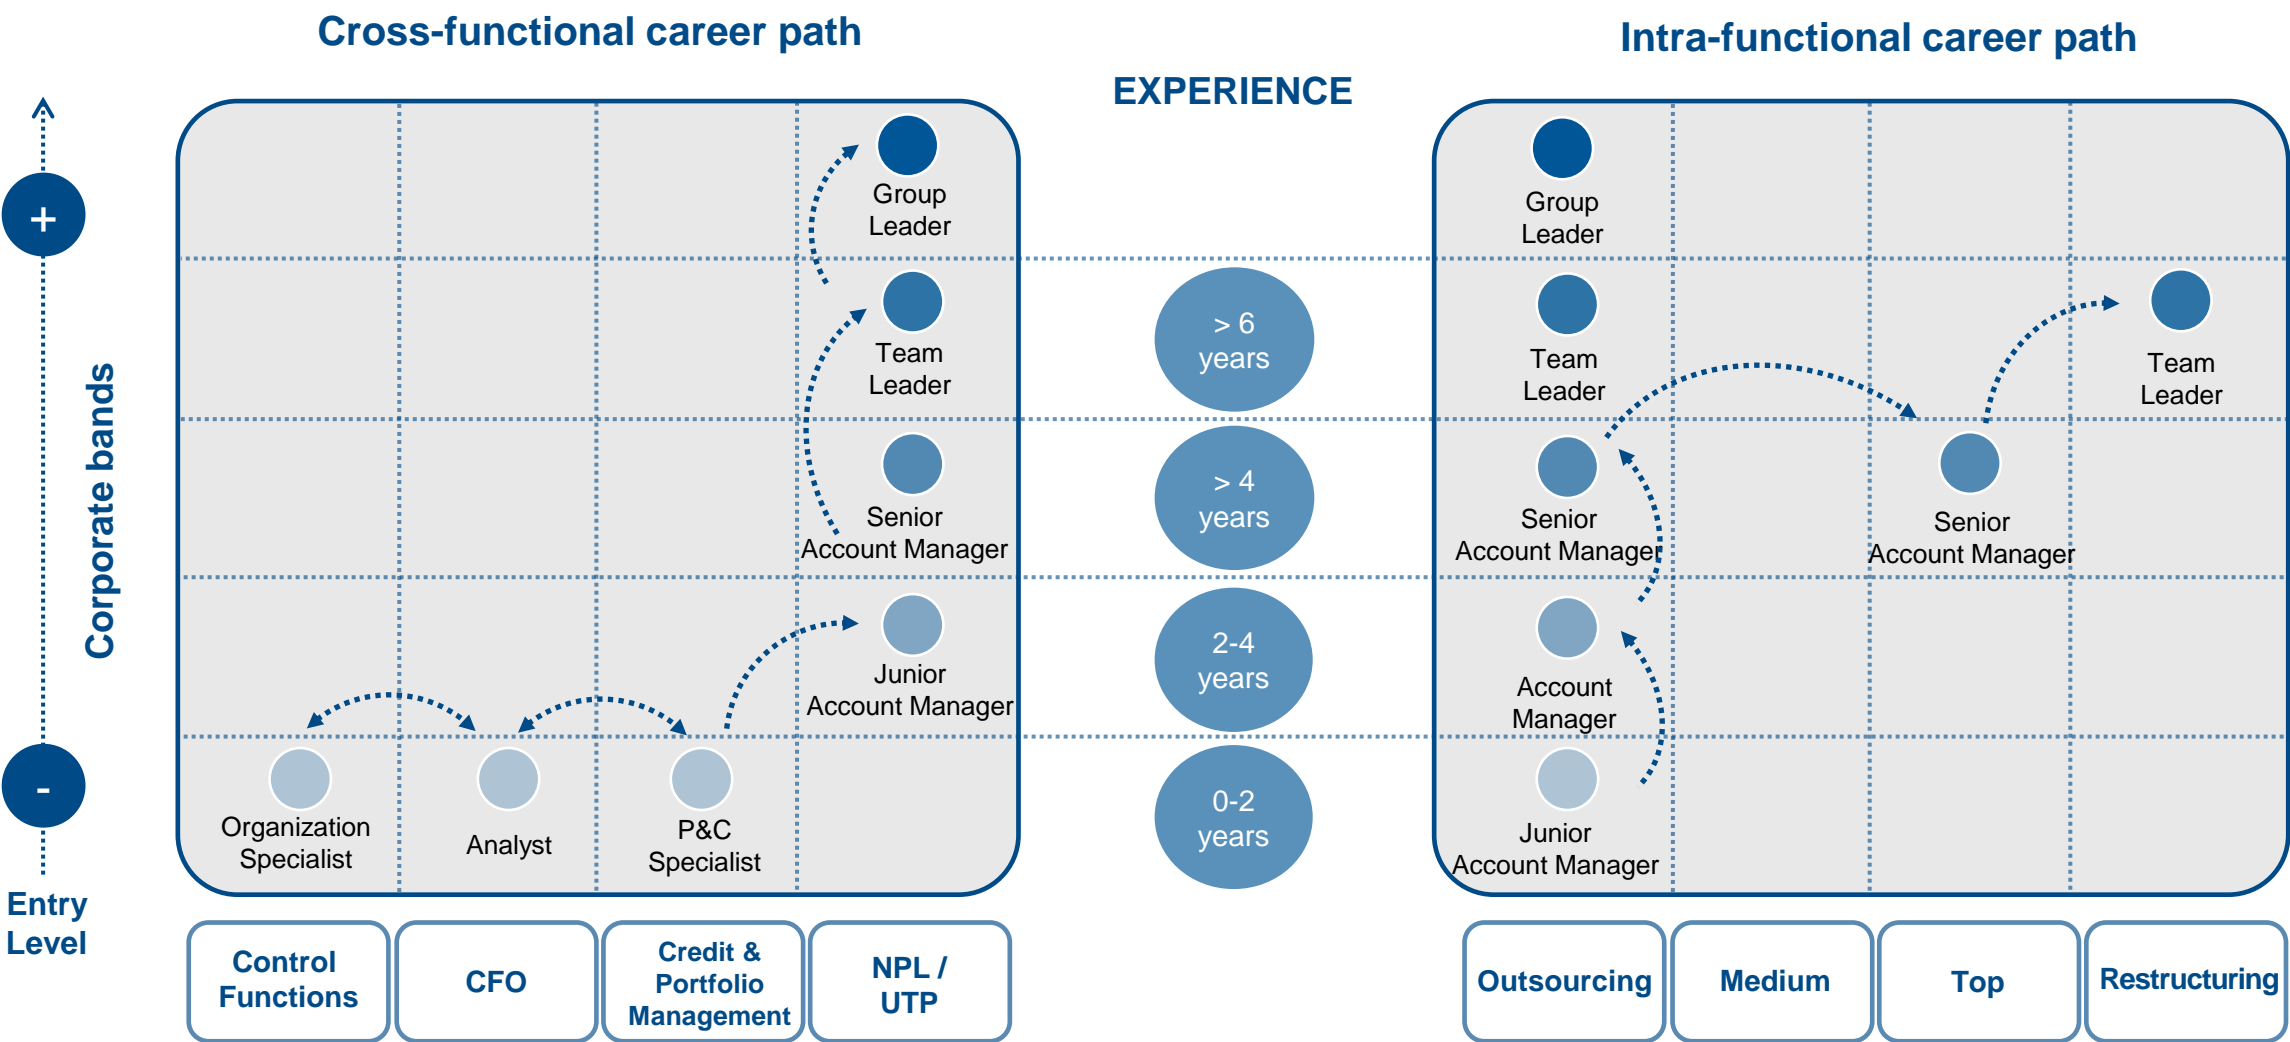 Cross-functional career path
Intra-functional career path
EXPERIENCE
+
Corporate bands
-
Entry
Level
Group
Leader
Team
Leader
Senior
Account Manager
Junior
Account Manager
Organization
Specialist
Analyst
P&C
Specialist
Control
Functions
CFO
Credit &
Portfolio
Management
NPL /
UTP
> 6
years
> 4
years
2-4
years
0-2
years
Group
Leader
Team
Leader
Team
Leader
Senior
Account Manager
Senior
Account Manager
Account
Manager
Junior
Account Manager
Outsourcing
Medium
Top
Restructuring